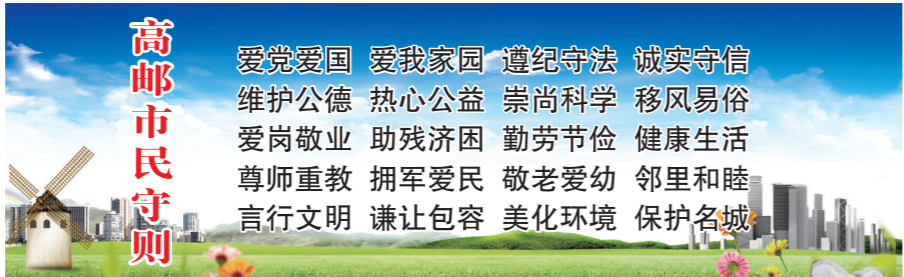 高邮市民守则
爱党爱国 爱我家园 遵纪守法 诚实守信
维护公德 热心公益 崇尚科学 移风易俗
爱岗敬业 助残济困 勤劳节俭 健康生活
尊师重教 拥军爱民 敬老爱幼 邻里和睦
言行文明 谦让包容 美化环境 保护名城